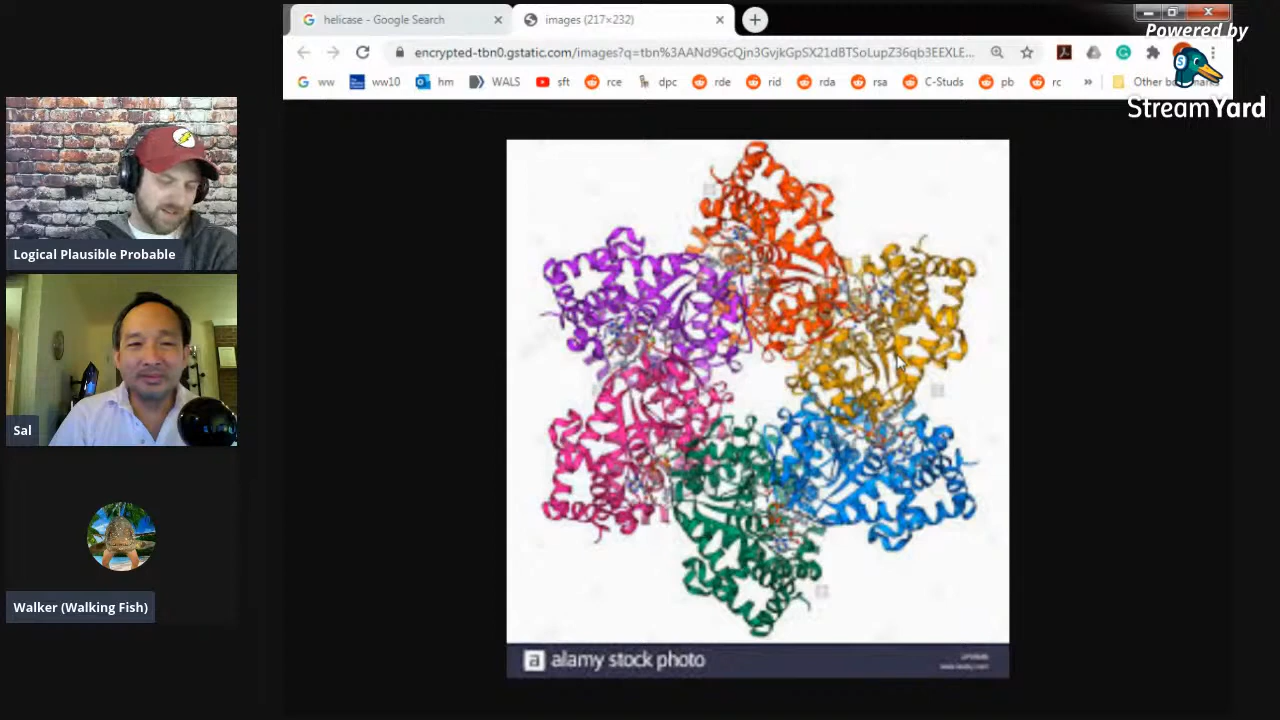 helicase - Google Search
images (217×232)
encrypted-tbn0.gstatic.com/images?q=tbn%3AANd9GcQjn3GvjkGpSX21dBTSoLupZ36qb3EEXLE...
ww
ww10
hm
WALS
sft
rce
dpc
rde
rid
rda
rsa
C-Studs
pb
rc
»
Other
Powered by
StreamYard
Logical Plausible Probable
Sal
Walker (Walking Fish)
a alamy stock photo